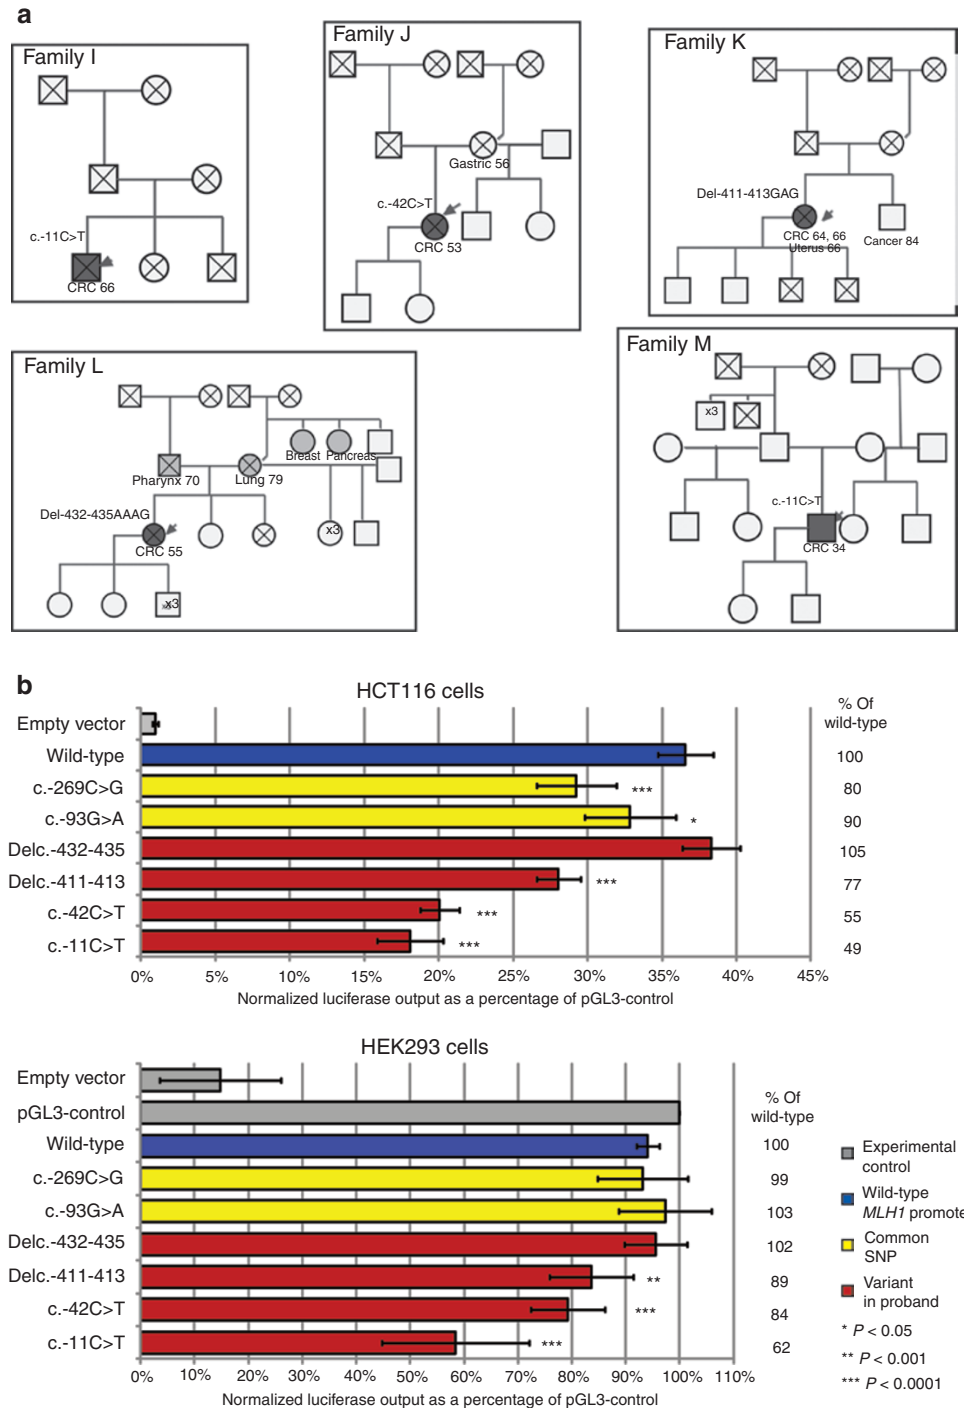 a
Family I
c.-11C>T
CRC 66
Family J
Gastric 56
c.-42C>T
CRC 53
Family K
Del-411-413GAG
CRC 64, 66
Uterus 66
Cancer 84
Family L
Breast Pancreas
Pharynx 70
Lung 79
Del-432-435AAAG
CRC 55
x3
x3
Family M
x3
c.-11C>T
CRC 34
b
HCT116 cells
% Of
wild-type
Empty vector
Wild-type 100
c.-269C>G *** 80
c.-93G>A * 90
Delc.-432-435 105
Delc.-411-413 *** 77
c.-42C>T *** 55
c.-11C>T *** 49
0% 5% 10% 15% 20% 25% 30% 35% 40% 45%
Normalized luciferase output as a percentage of pGL3-control
HEK293 cells
% Of
wild-type
Empty vector
pGL3-control
Wild-type 100
c.-269C>G 99
c.-93G>A 103
Delc.-432-435 102
Delc.-411-413 ** 89
c.-42C>T *** 84
c.-11C>T *** 62
0% 10% 20% 30% 40% 50% 60% 70% 80% 90% 100% 110%
Normalized luciferase output as a percentage of pGL3-control
Experimental
control
Wild-type
MLH1 promote
Common
SNP
Variant
in proband
* P < 0.05
** P < 0.001
*** P < 0.0001